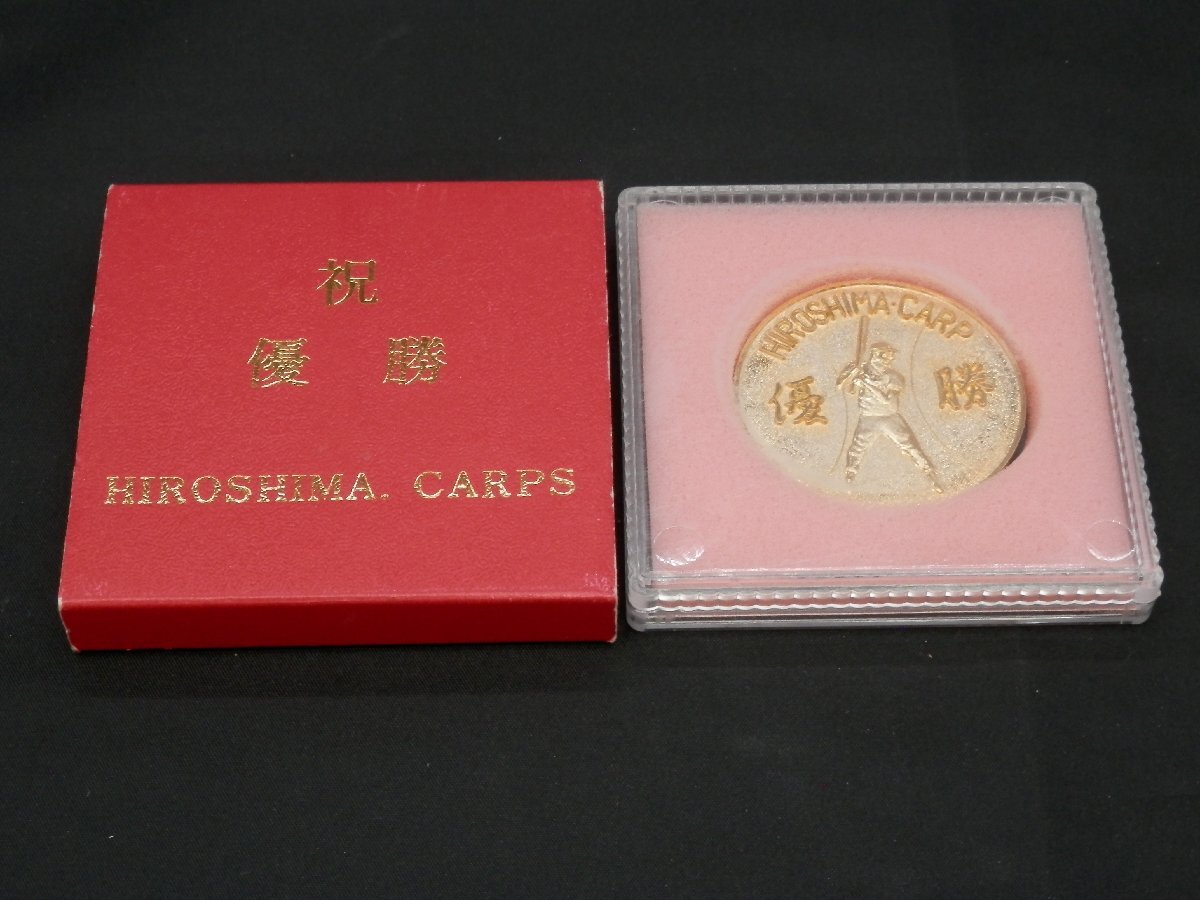 祝
優 勝
HIROSHIMA. CARPS
HIROSHIMA・CARP
優 勝